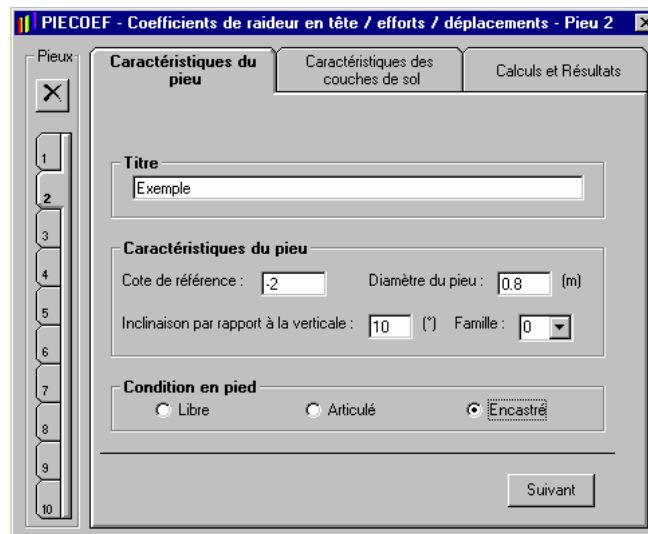 PIECOEF - Coefficients de raideur en tête / efforts / déplacements - Pieu 2
Pieux
1
2
3
4
5
6
7
8
9
10
Caractéristiques du pieu
Caractéristiques des couches de sol
Calculs et Résultats
Titre
Exemple
Caractéristiques du pieu
Cote de référence : -2 Diamètre du pieu : 0.8 (m)
Inclinaison par rapport à la verticale : 10 (°) Famille : 0
Condition en pied
Libre Articulé Encastré
Suivant